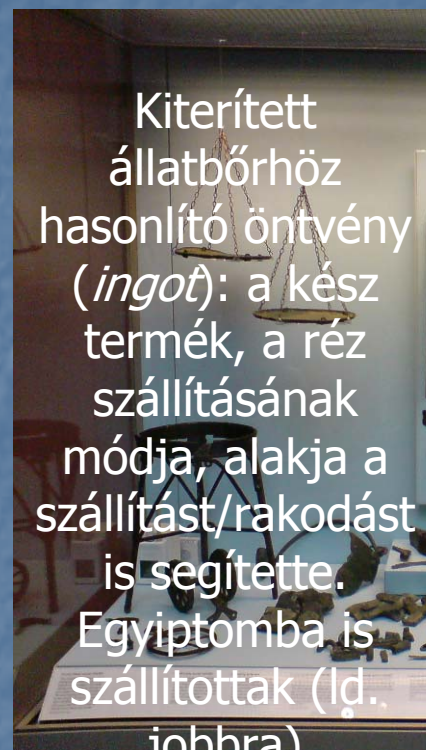 Kiterített
állatbőrhöz
hasonlító öntvény
(ingot): a kész
termék, a réz
szállításának
módja, alakja a
szállítást/rakodást
is segítette.
Egyiptomba is
szállítottak (ld.
jobbra)